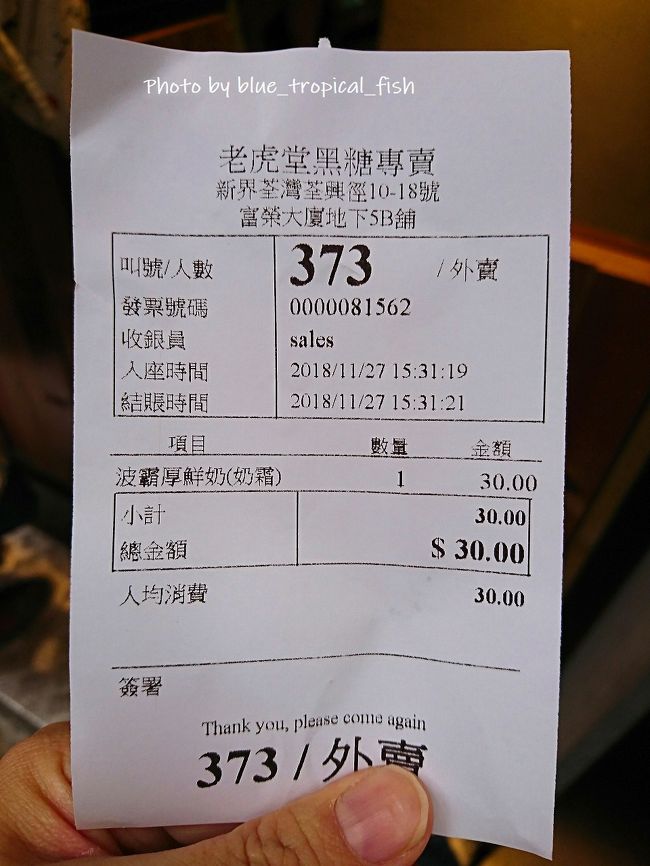 Photo by blue_tropical_fish
老虎堂黑糖專賣
新界荃灣荃興徑10-18號
富榮大廈地下5B舖
叫號/人數 373 /外賣
發票號碼 0000081562
收銀員 sales
入座時間 2018/11/27 15:31:19
結賬時間 2018/11/27 15:31:21
項目 數量 金額
波霸厚鮮奶(奶霜) 1 30.00
小計 30.00
總金額 $ 30.00
人均消費 30.00
簽署
Thank you, please come again
373 / 外賣